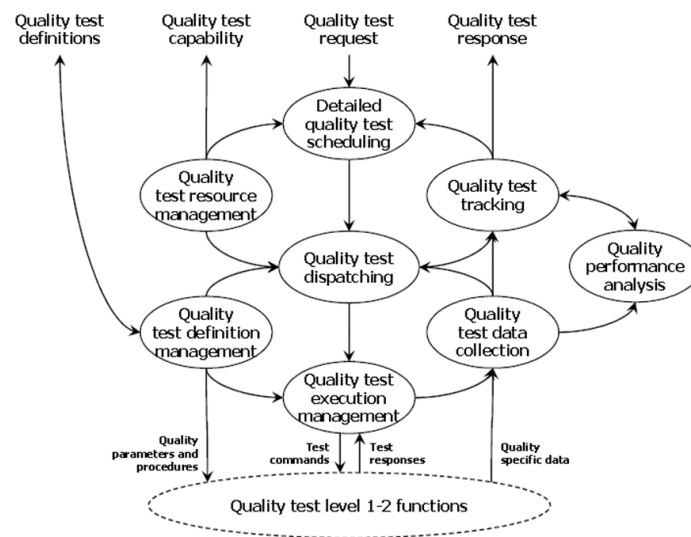 Quality test
definitions
Quality test
capability
Quality test
request
Quality test
response
Detailed
quality test
scheduling
Quality
test resource
management
Quality test
tracking
Quality test
dispatching
Quality
performance
analysis
Quality
test definition
management
Quality
test data
collection
Quality test
execution
management
Quality
parameters and
procedures
Test
commands
Test
responses
Quality
specific data
Quality test level 1-2 functions